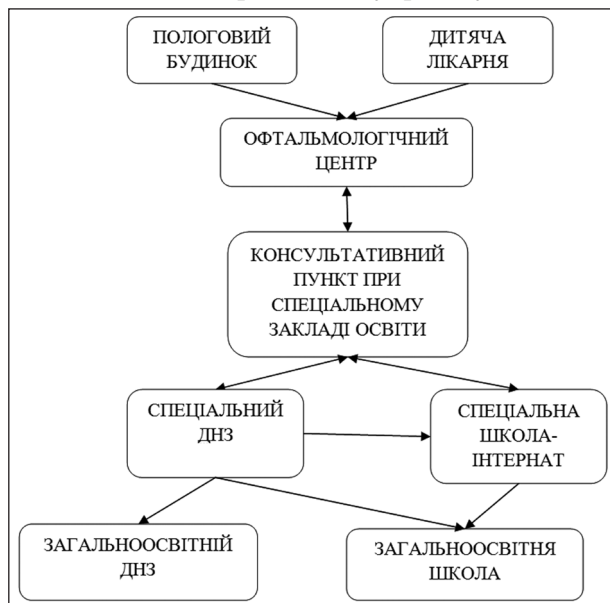 ПОЛОГОВИЙ
БУДИНОК
ДИТЯЧА
ЛІКАРНЯ
ОФТАЛЬМОЛОГІЧНИЙ
ЦЕНТР
КОНСУЛЬТАТИВНИЙ
ПУНКТ ПРИ
СПЕЦІАЛЬНОМУ
ЗАКЛАДІ ОСВІТИ
СПЕЦІАЛЬНИЙ
ДНЗ
СПЕЦІАЛЬНА
ШКОЛА-
ІНТЕРНАТ
ЗАГАЛЬНООСВІТНІЙ
ДНЗ
ЗАГАЛЬНООСВІТНЯ
ШКОЛА